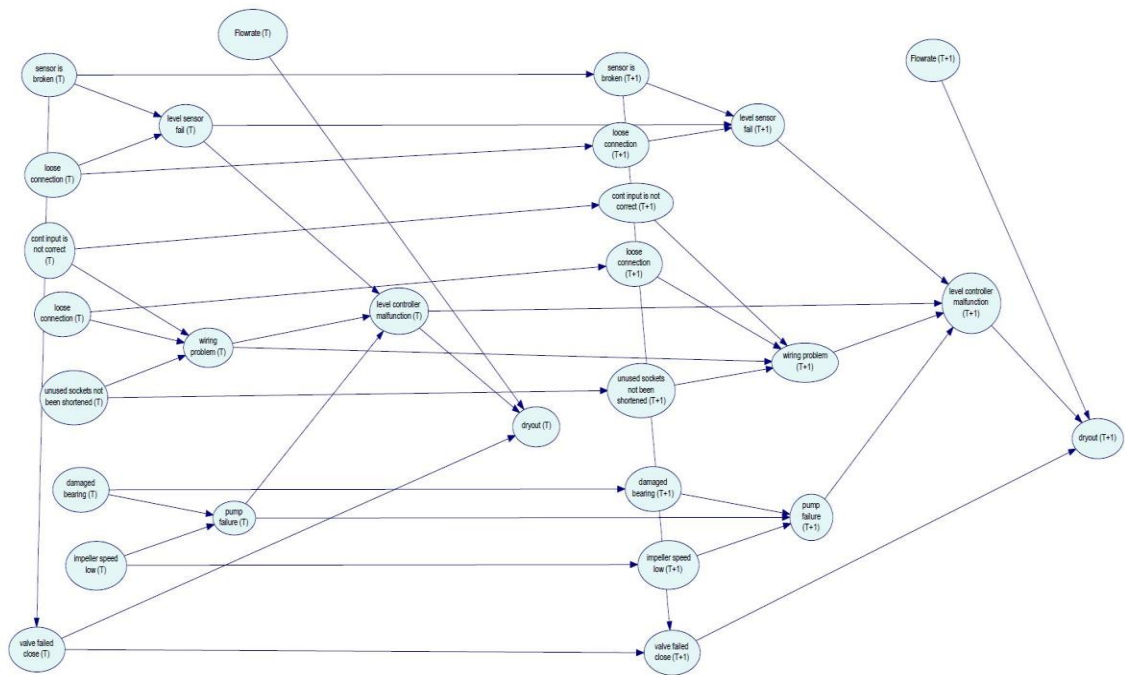 Flowrate (T)
sensor is
broken (T)
level sensor
fail (T)
loose
connection (T)
cont input is
not correct
(T)
loose
connection (T)
wiring
problem (T)
level controller
malfunction (T)
unused sockets not
been shortened (T)
dryout (T)
damaged
bearing (T)
pump
failure (T)
impeller speed
low (T)
valve failed
close (T)
Flowrate (T+1)
sensor is
broken (T+1)
level sensor
fail (T+1)
loose
connection
(T+1)
cont input is not
correct (T+1)
loose
connection
(T+1)
level controller
malfunction
(T+1)
wiring problem
(T+1)
unused sockets
not been
shortened (T+1)
dryout (T+1)
damaged
bearing (T+1)
pump
failure
(T+1)
impeller speed
low (T+1)
valve failed
close (T+1)